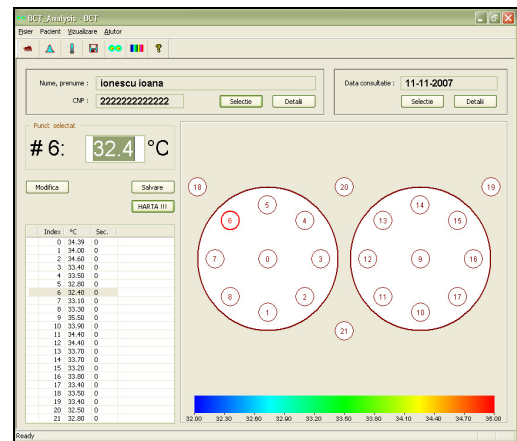 BCT_Analysis - BCT
Fisier Pacient Vizualizare Ajutor
Nume, prenume : ionescu ioana
CNP : 2222222222222 Selectie Detalii
Data consultatie : 11-11-2007
Selectie Detalii
Punct selectat
# 6: 32.4 °C
Modifica Salvare
HARTA !!!
Index °C Sec.
0 34.39 0
1 34.00 0
2 34.60 0
3 33.40 0
4 33.50 0
5 32.80 0
6 32.40 0
7 33.10 0
8 33.30 0
9 35.50 0
10 33.90 0
11 34.40 0
12 34.40 0
13 33.70 0
14 33.70 0
15 33.20 0
16 33.80 0
17 33.40 0
18 33.50 0
19 33.40 0
20 32.50 0
21 32.80 0
18 20 19
5 14
6 4 13 15
7 0 3 12 9 16
8 2 11 17
1 10
21
32.00 32.30 32.60 32.90 33.20 33.50 33.80 34.10 34.40 34.70 35.00
Ready